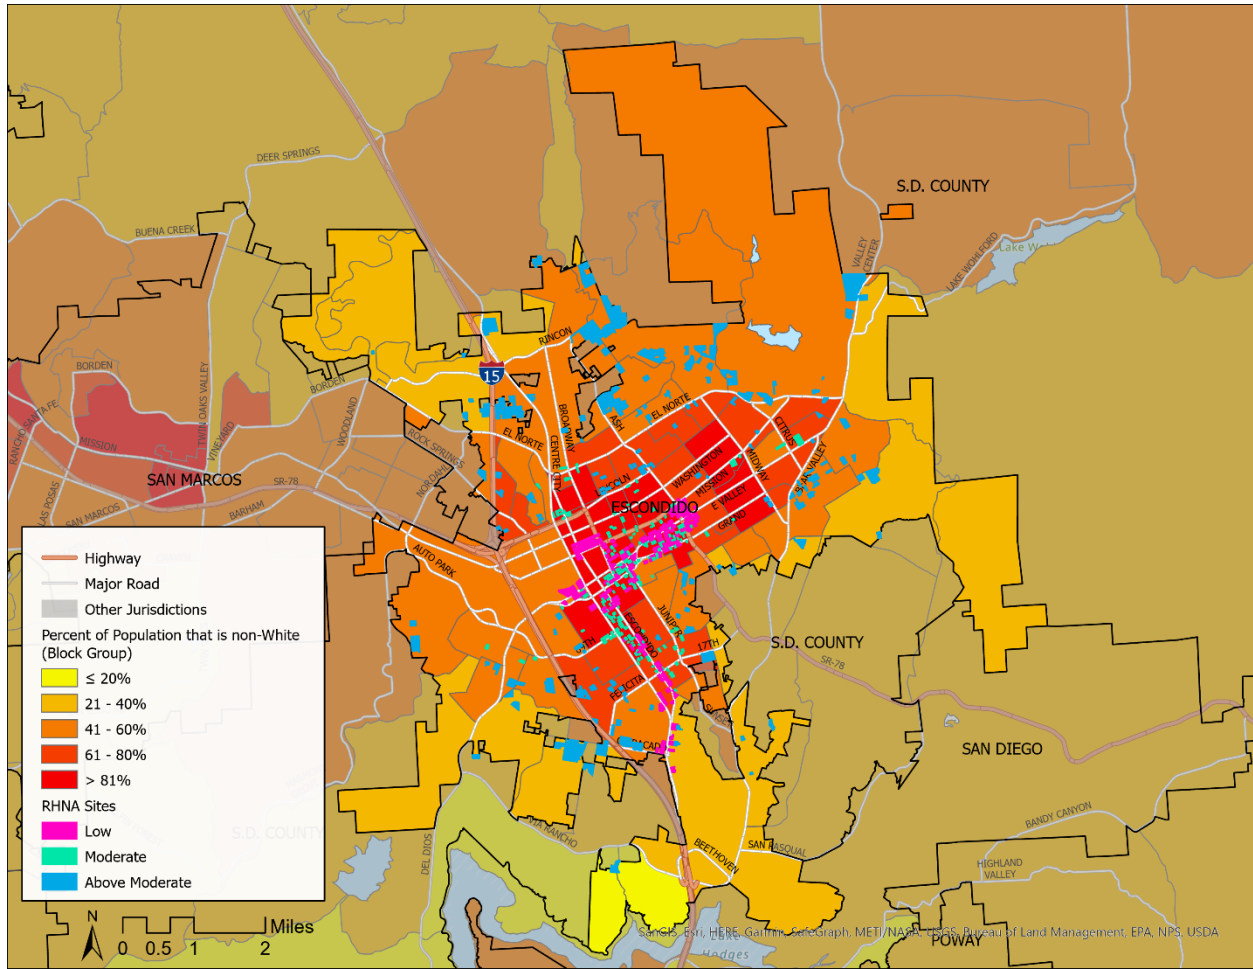 DEER SPRINGS
S.D. COUNTY
BUENA CREEK
VALLEY
CENTER
LAKE WOHLFORD
RINCON
15
BORDEN
BORDEN
TWIN OAKS VALLEY
VINEYARD
WOODLAND
RANCHO SANTA FE
MISSION
SAN MARCOS
SR-78
ROCK SPRINGS
NORDAHL
BARHAM
SAN MARCOS
LAS POSAS
EL NORTE
BROADWAY
CENTRE CITY
ASH
EL NORTE
CITRUS
MIDWAY
BEAR VALLEY
WASHINGTON
MISSION
E VALLEY
GRAND
ESCONDIDO
AUTO PARK
JUNIPER
ESCONDIDO
17TH
FELICITA
S.D. COUNTY
SR-78
SAN DIEGO
BANDY CANYON
HIGHLAND
VALLEY
SAN PASQUAL
BEETHOVEN
VIA RANCHO
DEL DIOS
S.D. COUNTY
POWAY
Lake
Hodges
Highway
Major Road
Other Jurisdictions
Percent of Population that is non-White
(Block Group)
≤ 20%
21 - 40%
41 - 60%
61 - 80%
> 81%
RHNA Sites
Low
Moderate
Above Moderate
N
0 0.5 1 2 Miles
SanGIS, Esri, HERE, Garmin, SafeGraph, METI/NASA, USGS, Bureau of Land Management, EPA, NPS, USDA